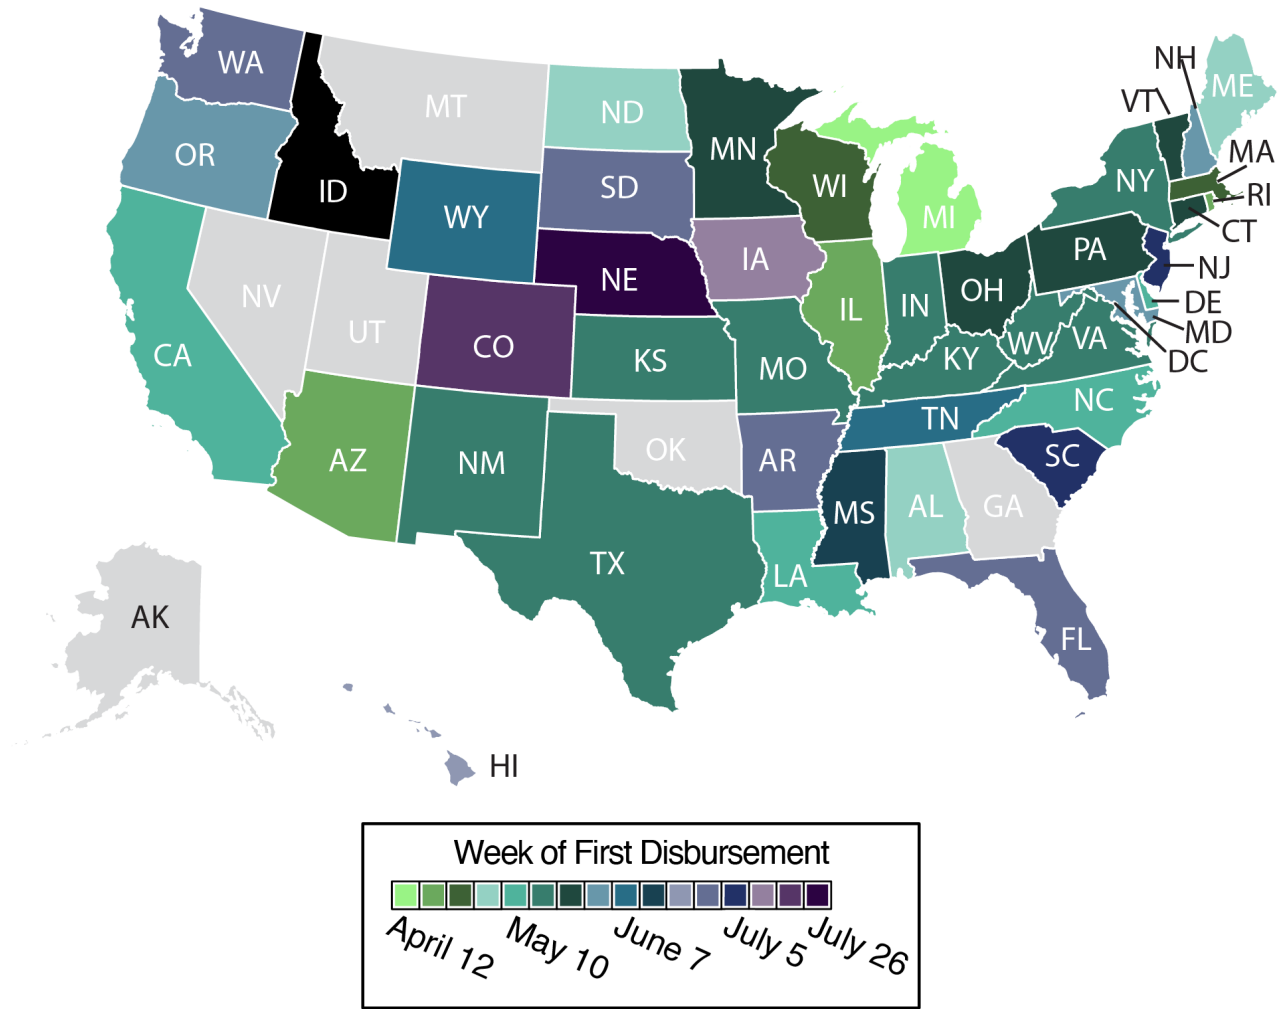 NH
ME
VT
WA
MT
ND
MN
OR
MA
WI
NY
SD
ID
RI
WY
MI
CT
PA
IA
NJ
NE
OH
NV
DE
IL
IN
UT
MD
CO
VA
WV
CA
KS
KY
DC
MO
NC
TN
OK
SC
AZ
NM
AR
GA
AL
MS
TX
LA
AK
FL
HI
Week of First Disbursement
April 12
May 10
June 7
July 5
July 26